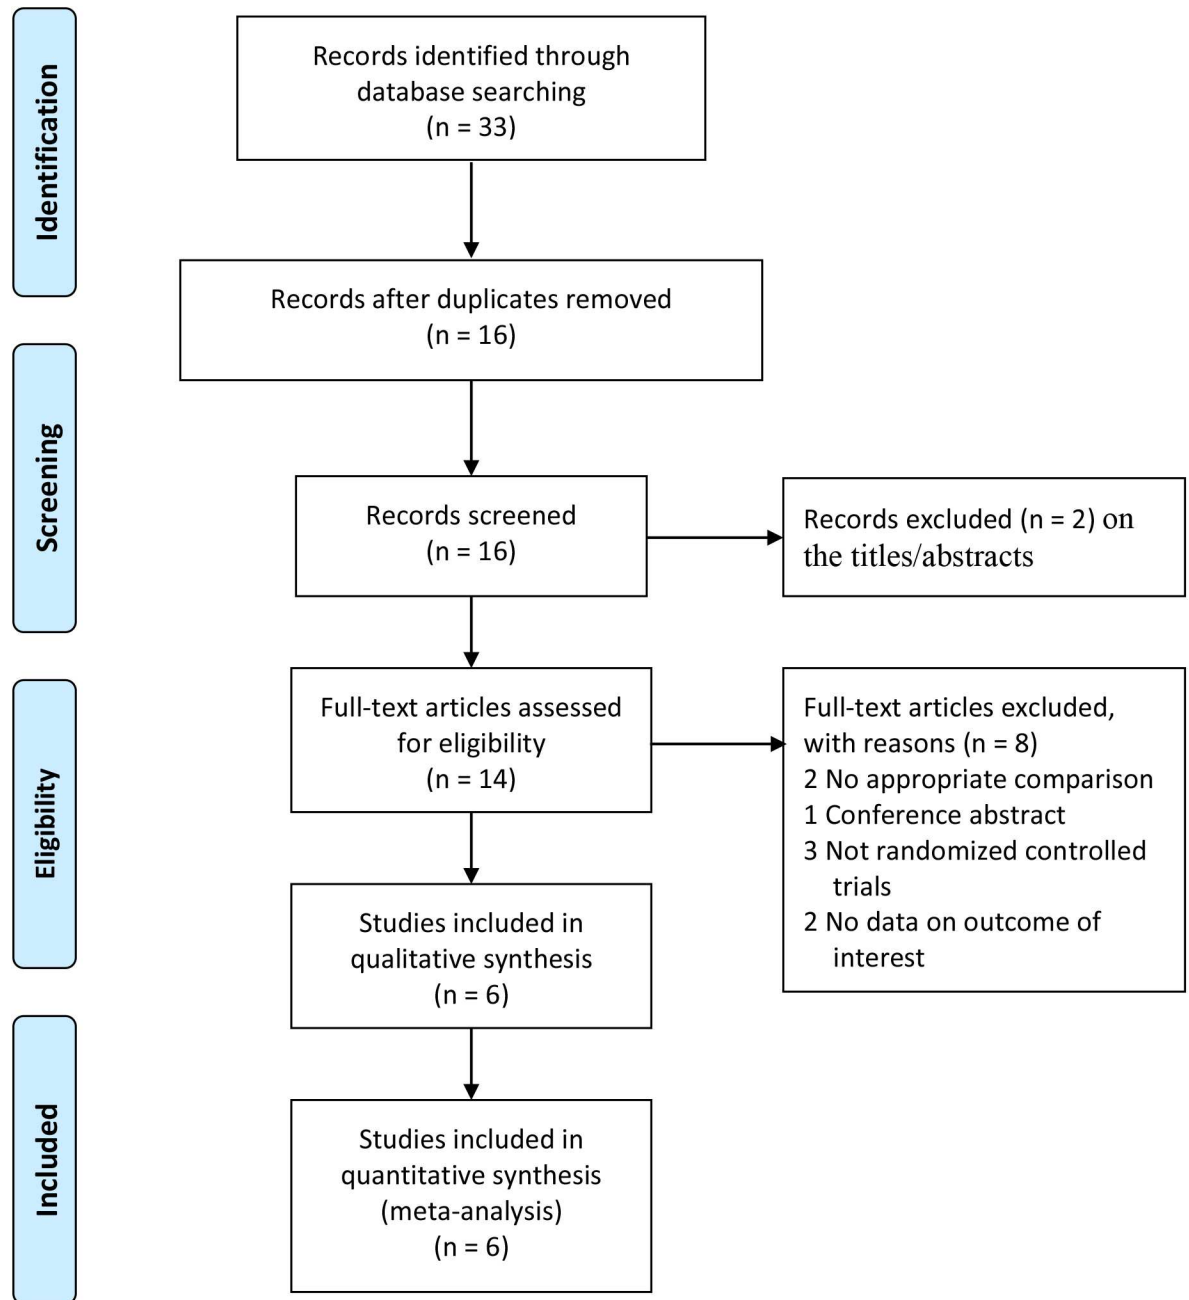 Identification
Records identified through
database searching
(n = 33)
Records after duplicates removed
(n = 16)
Screening
Records screened
(n = 16)
Records excluded (n = 2) on
the titles/abstracts
Eligibility
Full-text articles assessed
for eligibility
(n = 14)
Full-text articles excluded,
with reasons (n = 8)
2 No appropriate comparison
1 Conference abstract
3 Not randomized controlled
trials
2 No data on outcome of
interest
Studies included in
qualitative synthesis
(n = 6)
Included
Studies included in
quantitative synthesis
(meta-analysis)
(n = 6)